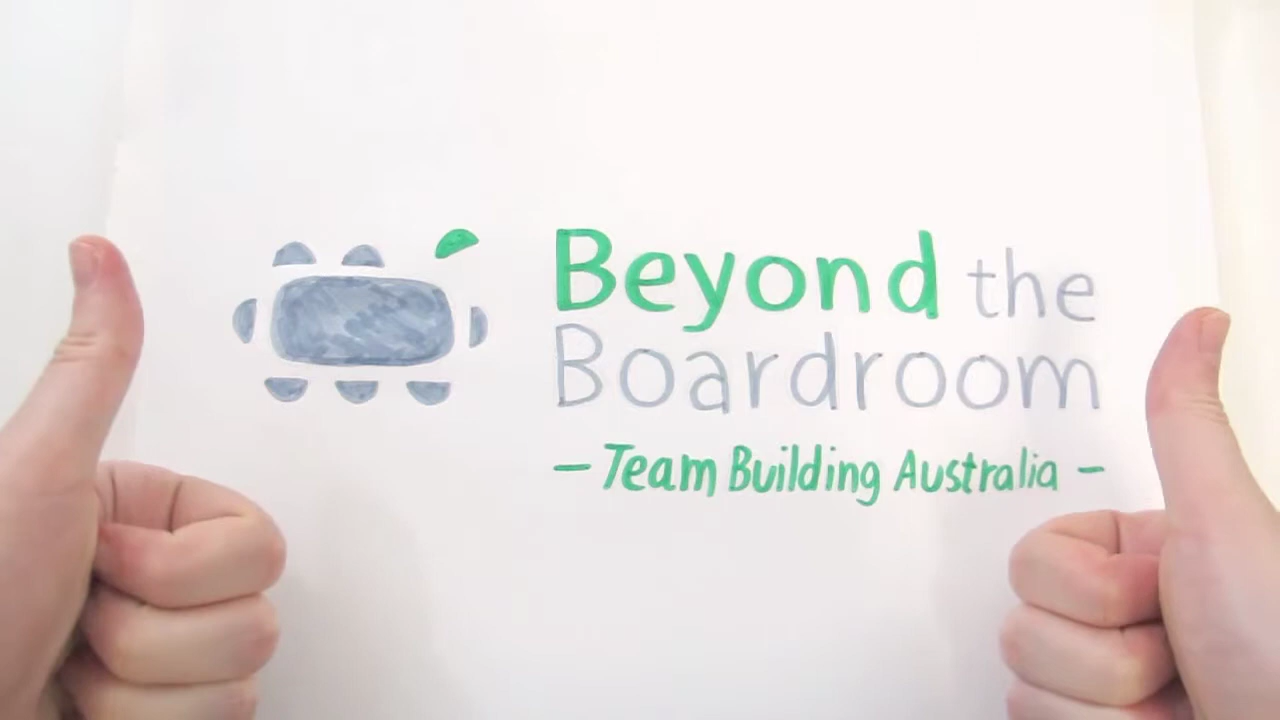 Beyond the
Boardroom
– Team Building Australia –